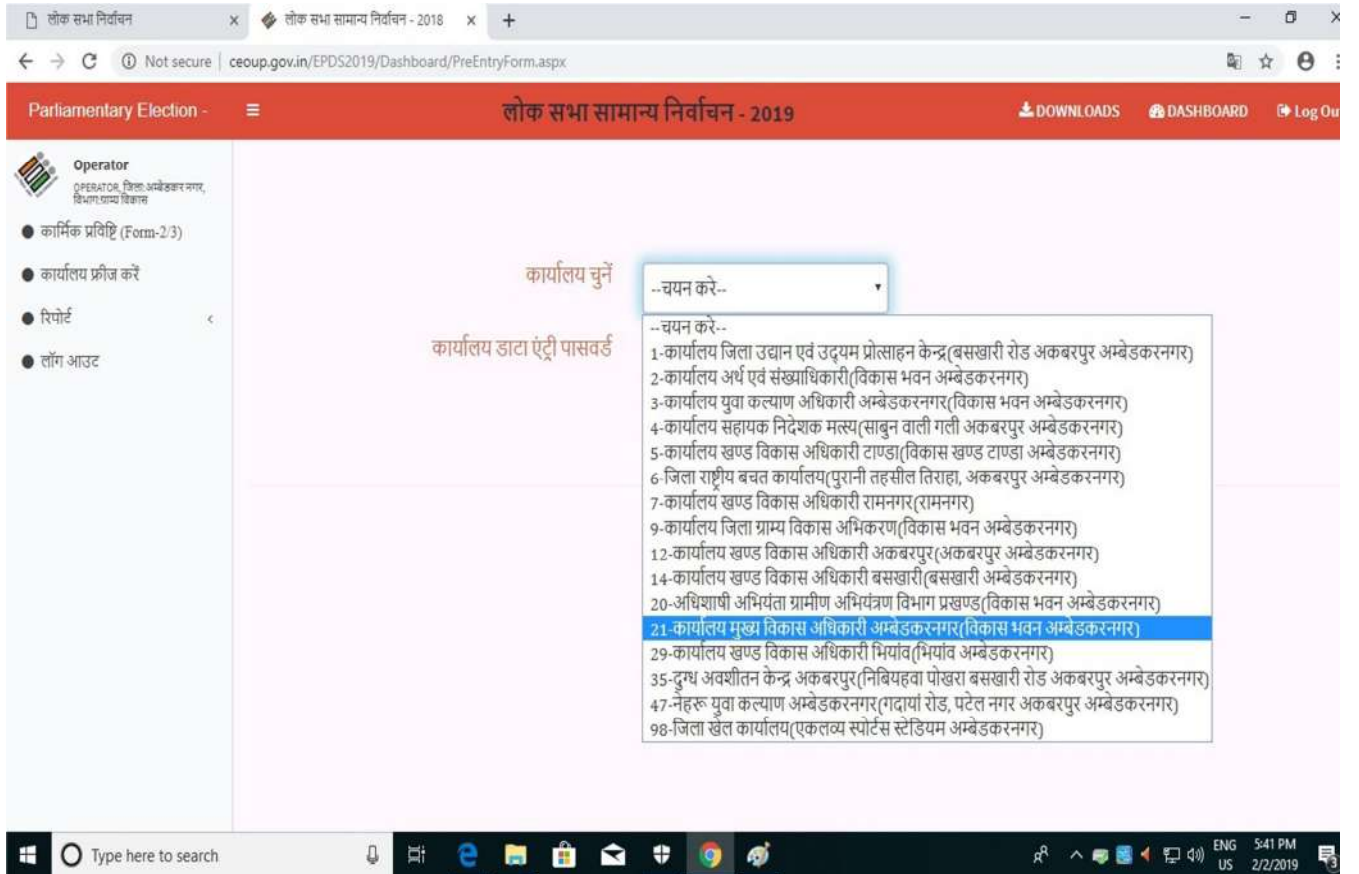 लोक सभा निर्वाचन
लोक सभा सामान्य निर्वाचन - 2018
Not secure | ceoup.gov.in/EPDS2019/Dashboard/PreEntryForm.aspx
Parliamentary Election -
लोक सभा सामान्य निर्वाचन - 2019
DOWNLOADS
DASHBOARD
Log Ou
Operator
OPERATOR, जिला:अम्बेडकर नगर,
विभाग:ग्राम्य विकास
कार्मिक प्रविष्टि (Form-2/3)
कार्यालय फ्रीज करें
रिपोर्ट
लॉग आउट
कार्यालय चुनें
--चयन करे--
कार्यालय डाटा एंट्री पासवर्ड
--चयन करे--
1-कार्यालय जिला उद्यान एवं उद्यम प्रोत्साहन केन्द्र(बसखारी रोड अकबरपुर अम्बेडकरनगर)
2-कार्यालय अर्थ एवं संख्याधिकारी(विकास भवन अम्बेडकरनगर)
3-कार्यालय युवा कल्याण अधिकारी अम्बेडकरनगर(विकास भवन अम्बेडकरनगर)
4-कार्यालय सहायक निदेशक मत्स्य(साबुन वाली गली अकबरपुर अम्बेडकरनगर)
5-कार्यालय खण्ड विकास अधिकारी टाण्डा(विकास खण्ड टाण्डा अम्बेडकरनगर)
6-जिला राष्ट्रीय बचत कार्यालय(पुरानी तहसील तिराहा, अकबरपुर अम्बेडकरनगर)
7-कार्यालय खण्ड विकास अधिकारी रामनगर(रामनगर)
9-कार्यालय जिला ग्राम्य विकास अभिकरण(विकास भवन अम्बेडकरनगर)
12-कार्यालय खण्ड विकास अधिकारी अकबरपुर(अकबरपुर अम्बेडकरनगर)
14-कार्यालय खण्ड विकास अधिकारी बसखारी(बसखारी अम्बेडकरनगर)
20-अधिशाषी अभियंता ग्रामीण अभियंत्रण विभाग प्रखण्ड(विकास भवन अम्बेडकरनगर)
21-कार्यालय मुख्य विकास अधिकारी अम्बेडकरनगर(विकास भवन अम्बेडकरनगर)
29-कार्यालय खण्ड विकास अधिकारी भियांव(भियांव अम्बेडकरनगर)
35-दुग्ध अवशीतन केन्द्र अकबरपुर(निबियहवा पोखरा बसखारी रोड अकबरपुर अम्बेडकरनगर)
47-नेहरू युवा कल्याण अम्बेडकरनगर(गदायां रोड, पटेल नगर अकबरपुर अम्बेडकरनगर)
98-जिला खेल कार्यालय(एकलव्य स्पोर्टस स्टेडियम अम्बेडकरनगर)
Type here to search
ENG
US
5:41 PM
2/2/2019
3